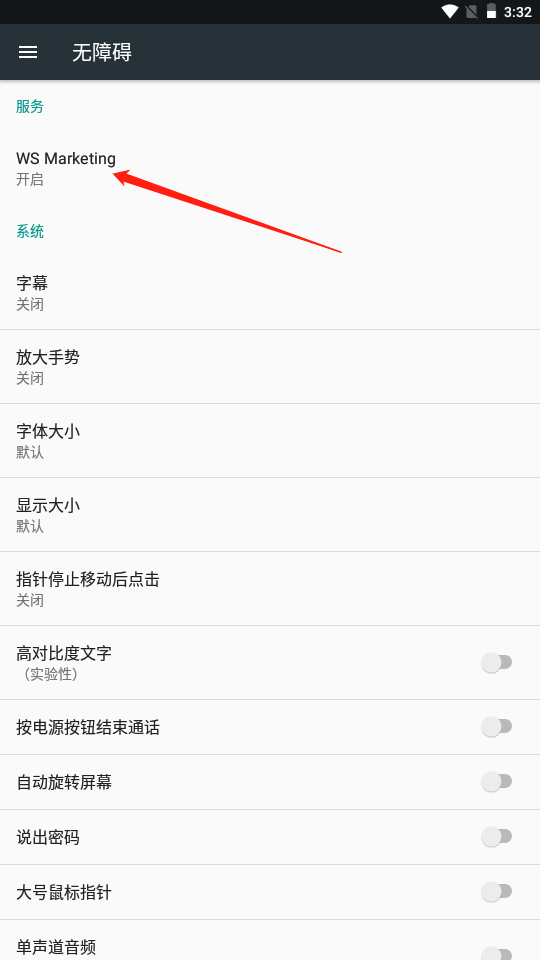 3:32
无障碍
服务
WS Marketing
开启
系统
字幕
关闭
放大手势
关闭
字体大小
默认
显示大小
默认
指针停止移动后点击
关闭
高对比度文字
（实验性）
按电源按钮结束通话
自动旋转屏幕
说出密码
大号鼠标指针
单声道音频